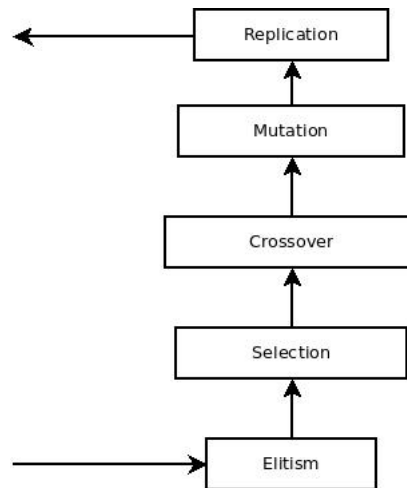 Replication
Mutation
Crossover
Selection
Elitism